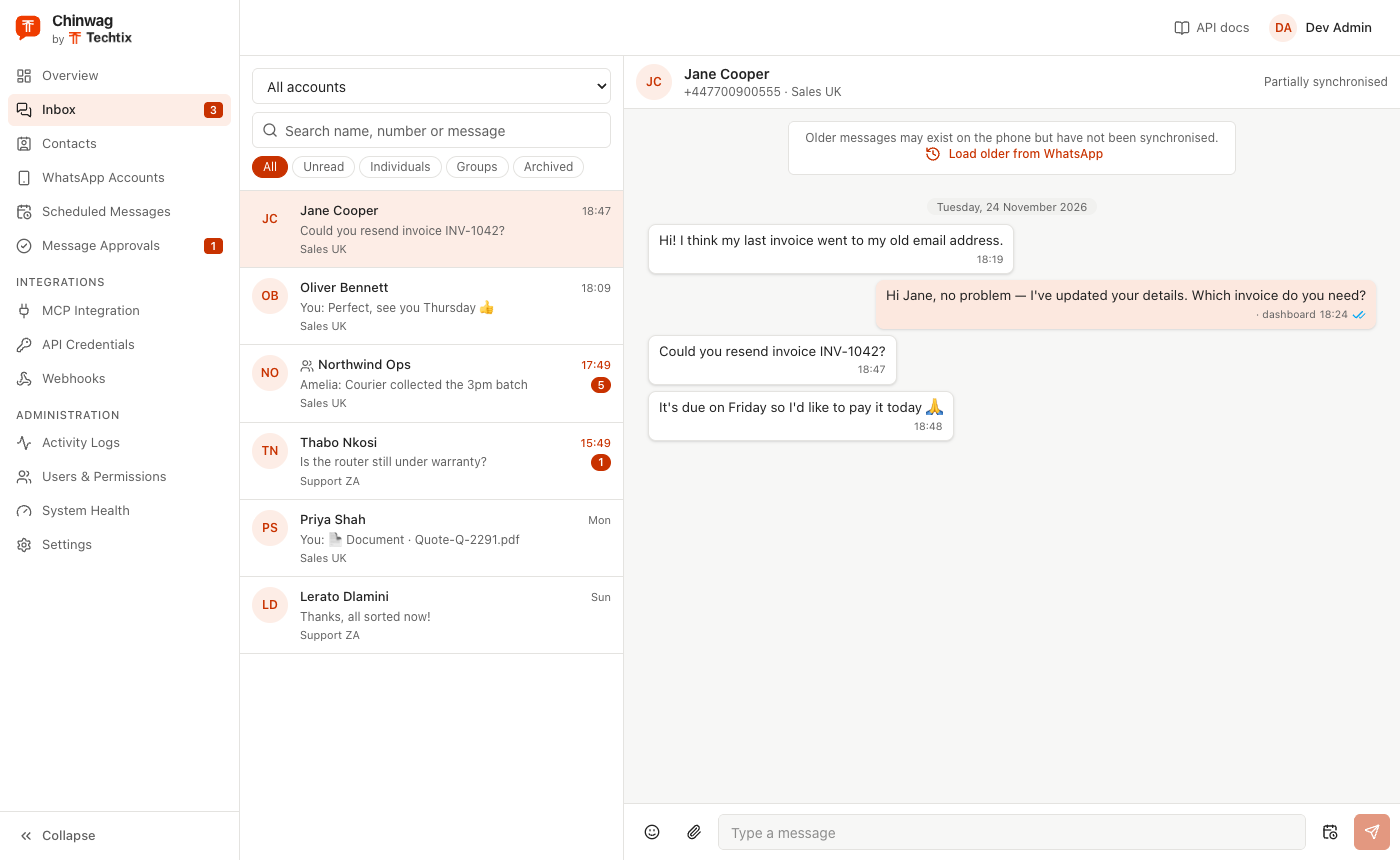 Chinwag
by Techtix
Overview
Inbox 3
Contacts
WhatsApp Accounts
Scheduled Messages
Message Approvals 1
INTEGRATIONS
MCP Integration
API Credentials
Webhooks
ADMINISTRATION
Activity Logs
Users & Permissions
System Health
Settings
Collapse
API docs DA Dev Admin
All accounts
Search name, number or message
All Unread Individuals Groups Archived
JC Jane Cooper 18:47
Could you resend invoice INV-1042?
Sales UK
OB Oliver Bennett 18:09
You: Perfect, see you Thursday 👍
Sales UK
NO Northwind Ops 17:49
Amelia: Courier collected the 3pm batch 5
Sales UK
TN Thabo Nkosi 15:49
Is the router still under warranty? 1
Support ZA
PS Priya Shah Mon
You: 📄 Document · Quote-Q-2291.pdf
Sales UK
LD Lerato Dlamini Sun
Thanks, all sorted now!
Support ZA
JC Jane Cooper
+447700900555 · Sales UK
Partially synchronised
Older messages may exist on the phone but have not been synchronised.
Load older from WhatsApp
Tuesday, 24 November 2026
Hi! I think my last invoice went to my old email address.
18:19
Hi Jane, no problem — I've updated your details. Which invoice do you need?
· dashboard 18:24
Could you resend invoice INV-1042?
18:47
It's due on Friday so I'd like to pay it today 🙏
18:48
Type a message